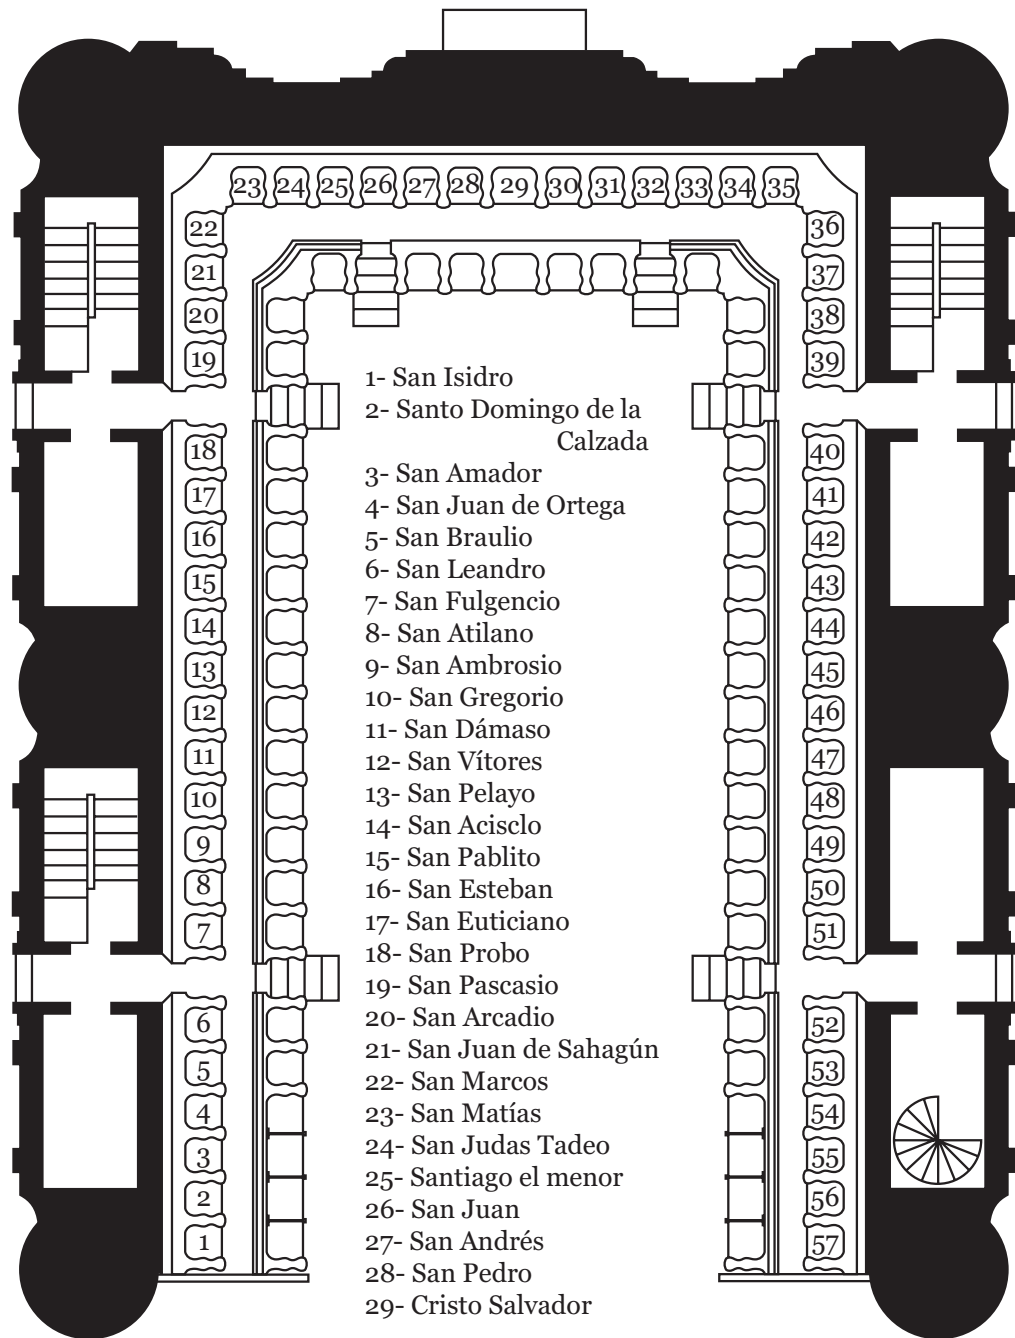 23 24 25 26 27 28 29 30 31 32 33 34 35
22 36
21 37
20 38
19 39
1- San Isidro
2- Santo Domingo de la
Calzada
18 40
3- San Amador
17 41
4- San Juan de Ortega
16 5- San Braulio 42
6- San Leandro
15 43
7- San Fulgencio
14 8- San Atilano 44
9- San Ambrosio
13 45
10- San Gregorio
12 46
11- San Dámaso
11 12- San Vítores 47
13- San Pelayo
10 48
14- San Acisclo
9 49
15- San Pablito
8 16- San Esteban 50
17- San Euticiano
7 51
18- San Probo
19- San Pascasio
6 20- San Arcadio 52
21- San Juan de Sahagún
5 53
22- San Marcos
4 23- San Matías 54
24- San Judas Tadeo
3 55
25- Santiago el menor
2 56
26- San Juan
1 27- San Andrés 57
28- San Pedro
29- Cristo Salvador